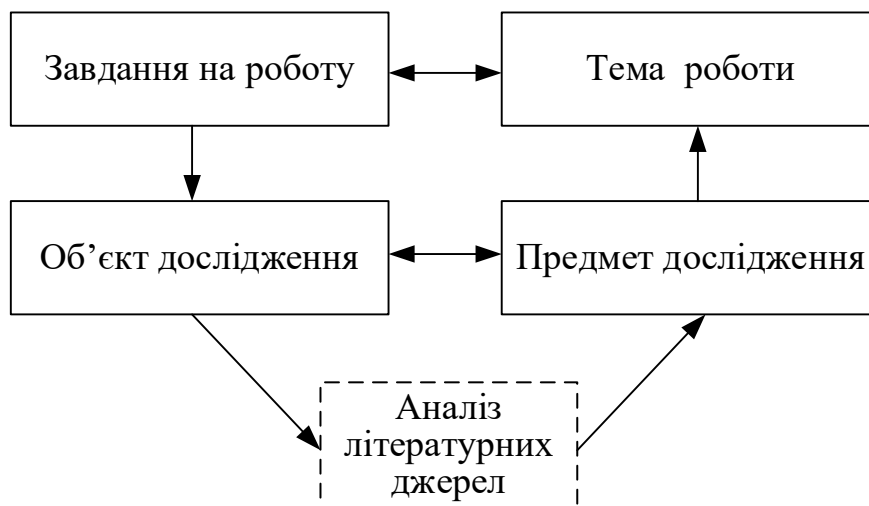 Завдання на роботу
Тема роботи
Об’єкт дослідження
Предмет дослідження
Аналіз
літературних
джерел